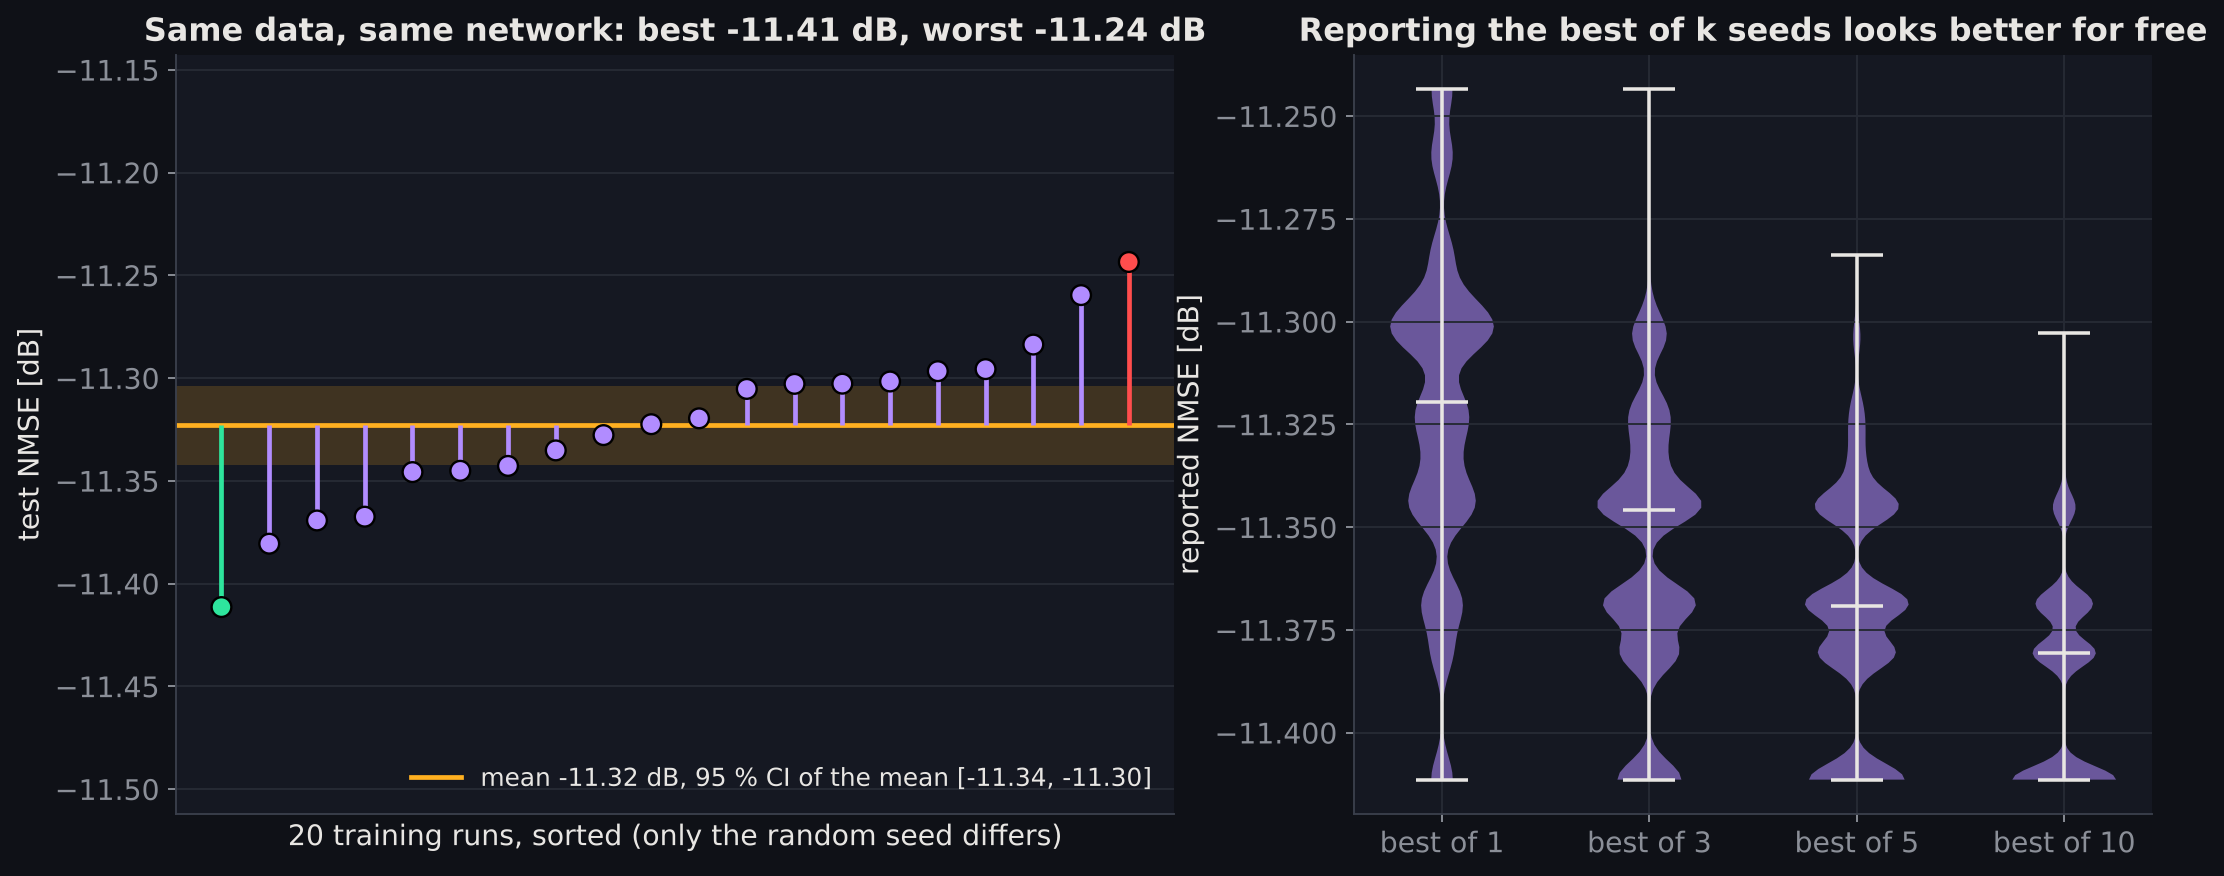 Same data, same network: best -11.41 dB, worst -11.24 dB
test NMSE [dB]
−11.15
−11.20
−11.25
−11.30
−11.35
−11.40
−11.45
−11.50
mean -11.32 dB, 95 % CI of the mean [-11.34, -11.30]
20 training runs, sorted (only the random seed differs)
Reporting the best of k seeds looks better for free
reported NMSE [dB]
−11.250
−11.275
−11.300
−11.325
−11.350
−11.375
−11.400
best of 1
best of 3
best of 5
best of 10